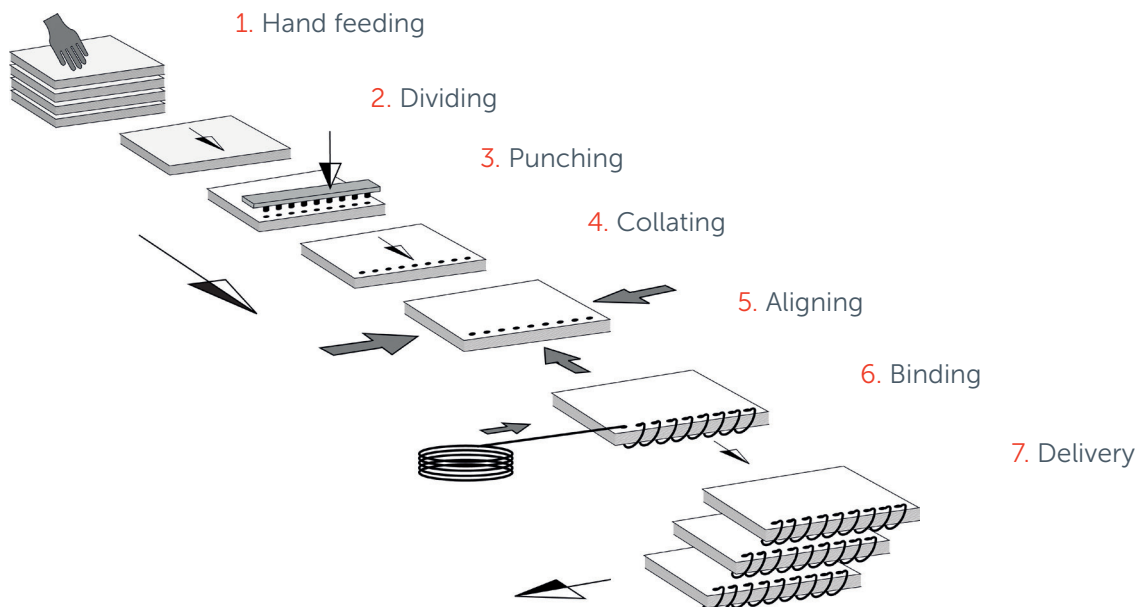 1. Hand feeding
2. Dividing
3. Punching
4. Collating
5. Aligning
6. Binding
7. Delivery